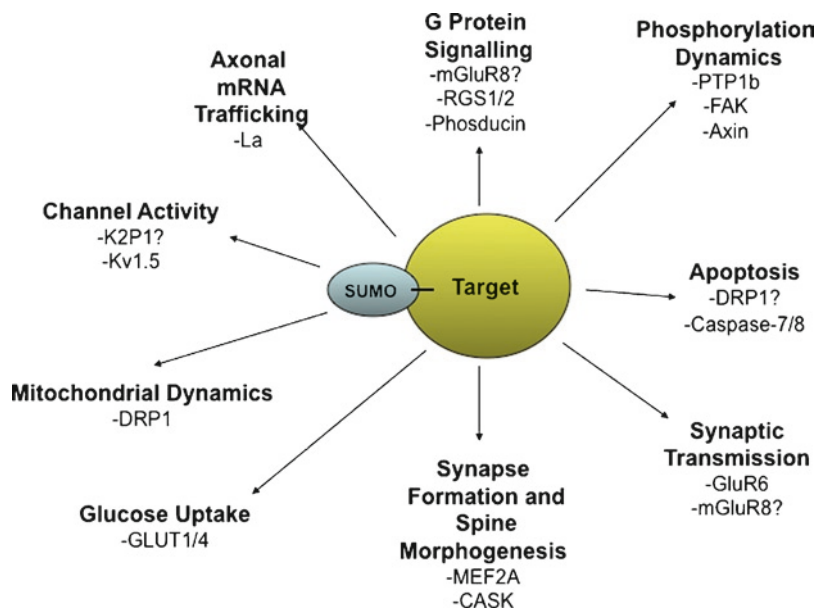 G Protein
Signalling
-mGluR8?
-RGS1/2
-Phosducin
Phosphorylation
Dynamics
-PTP1b
-FAK
-Axin
Axonal
mRNA
Trafficking
-La
Channel Activity
-K2P1?
-Kv1.5
SUMO
Target
Apoptosis
-DRP1?
-Caspase-7/8
Mitochondrial Dynamics
-DRP1
Synaptic
Transmission
-GluR6
-mGluR8?
Glucose Uptake
-GLUT1/4
Synapse
Formation and
Spine
Morphogenesis
-MEF2A
-CASK